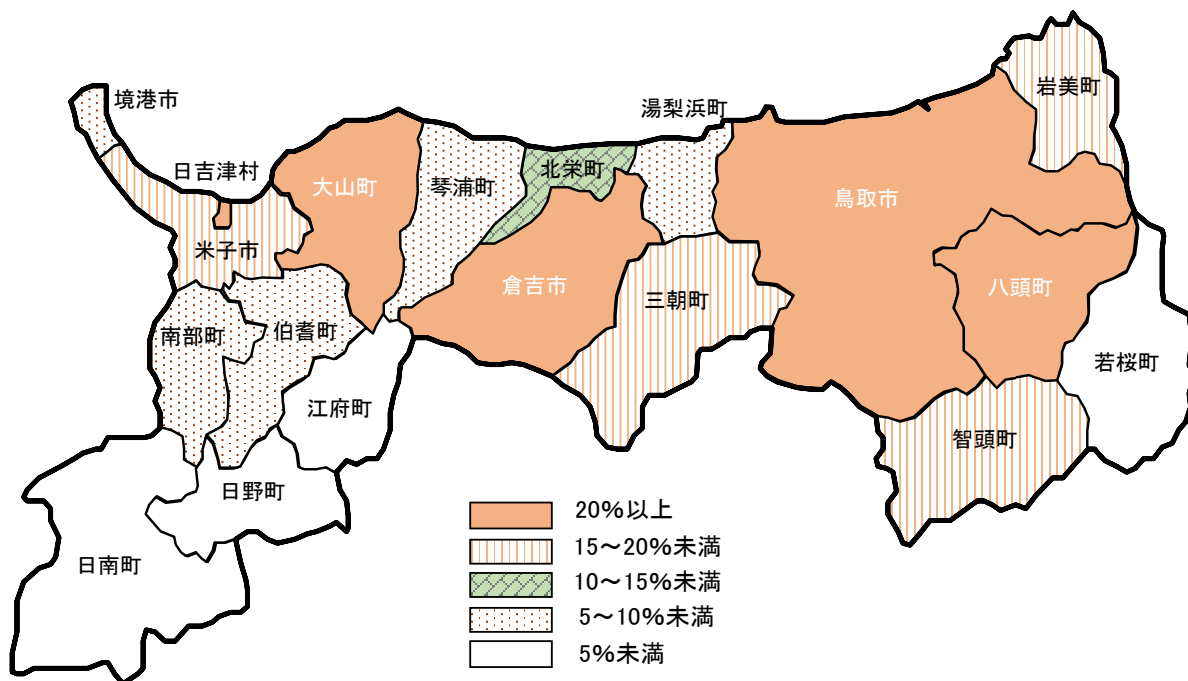 岩美町
境港市
湯梨浜町
日吉津村
北栄町
大山町
琴浦町
鳥取市
米子市
倉吉市
八頭町
三朝町
南部町
伯耆町
若桜町
江府町
智頭町
日野町
日南町
20%以上
15～20%未満
10～15%未満
5～10%未満
5%未満